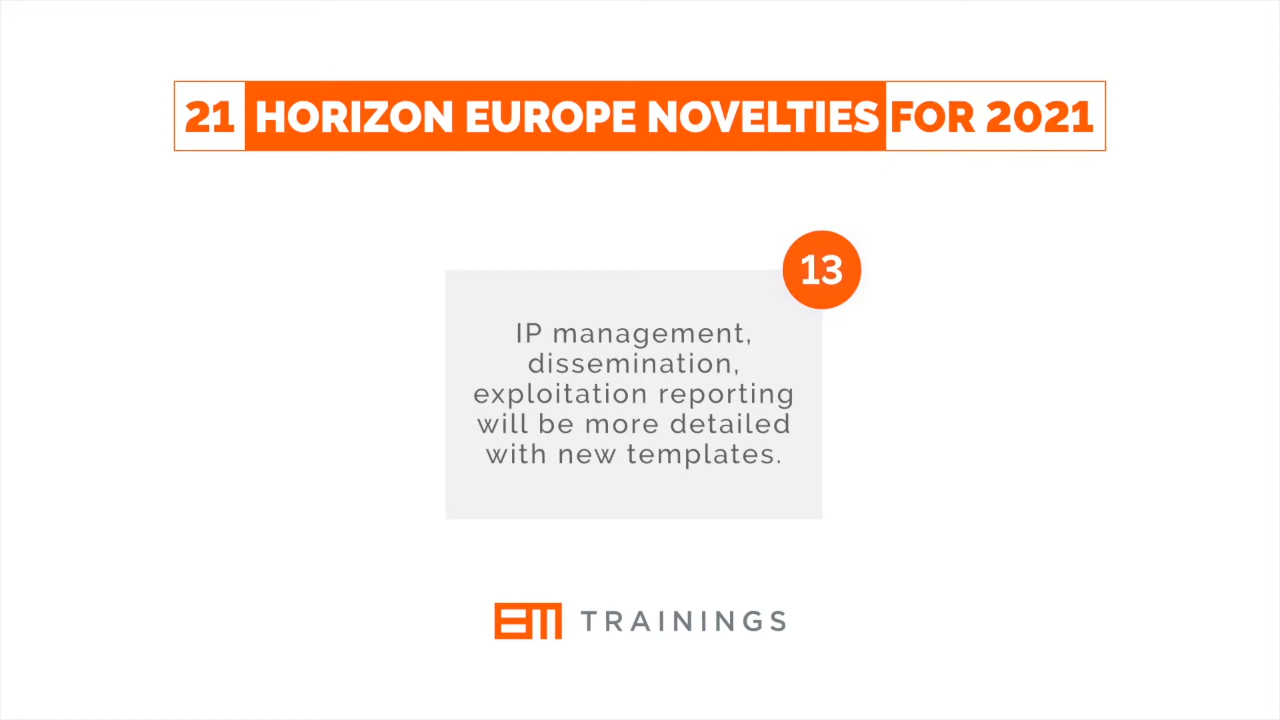 21 HORIZON EUROPE NOVELTIES FOR 2021
13
IP management,
dissemination,
exploitation reporting
will be more detailed
with new templates.
EM TRAININGS